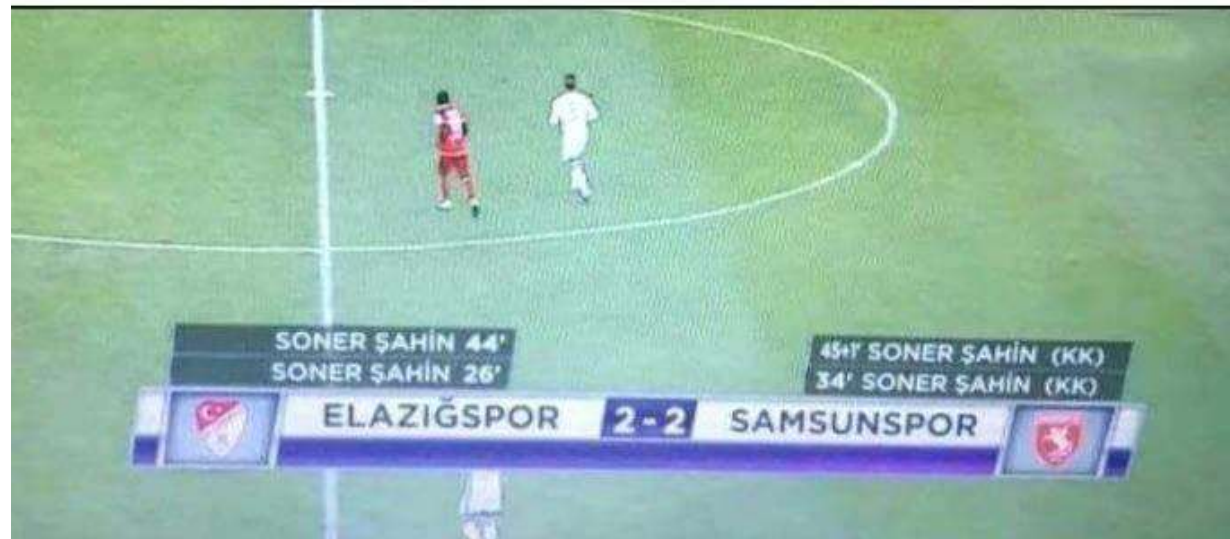 SONER ŞAHİN 44'
SONER ŞAHİN 26'
45+1' SONER ŞAHİN (KK)
34' SONER ŞAHİN (KK)
ELAZIĞSPOR 2-2 SAMSUNSPOR